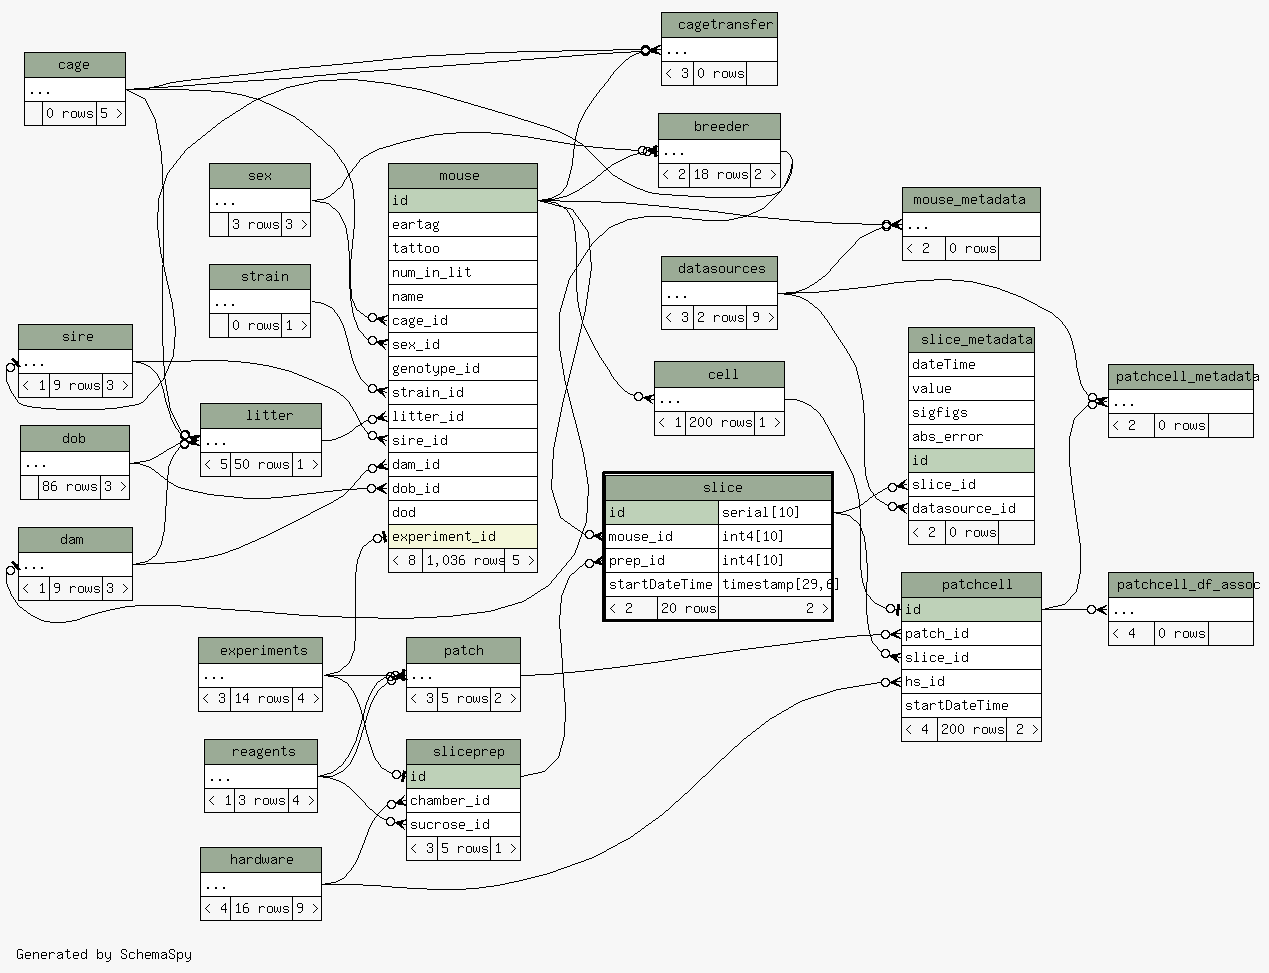 cagetransfer
...
< 3 0 rows
cage
...
0 rows 5 >
breeder
...
< 2 18 rows 2 >
sex
...
3 rows 3 >
mouse
id
eartag
tattoo
num_in_lit
name
cage_id
sex_id
genotype_id
strain_id
litter_id
sire_id
dam_id
dob_id
dod
experiment_id
< 8 1,036 rows 5 >
mouse_metadata
...
< 2 0 rows
strain
...
0 rows 1 >
datasources
...
< 3 2 rows 9 >
sire
...
< 1 9 rows 3 >
slice_metadata
dateTime
value
sigfigs
abs_error
id
slice_id
datasource_id
< 2 0 rows
cell
...
< 1 200 rows 1 >
patchcell_metadata
...
< 2 0 rows
litter
...
< 5 50 rows 1 >
dob
...
86 rows 3 >
slice
id serial[10]
mouse_id int4[10]
prep_id int4[10]
startDateTime timestamp[29,6]
< 2 20 rows 2 >
dam
...
< 1 9 rows 3 >
patchcell
id
patch_id
slice_id
hs_id
startDateTime
< 4 200 rows 2 >
patchcell_df_assoc
...
< 4 0 rows
experiments
...
< 3 14 rows 4 >
patch
...
< 3 5 rows 2 >
reagents
...
< 1 3 rows 4 >
sliceprep
id
chamber_id
sucrose_id
< 3 5 rows 1 >
hardware
...
< 4 16 rows 9 >
Generated by SchemaSpy